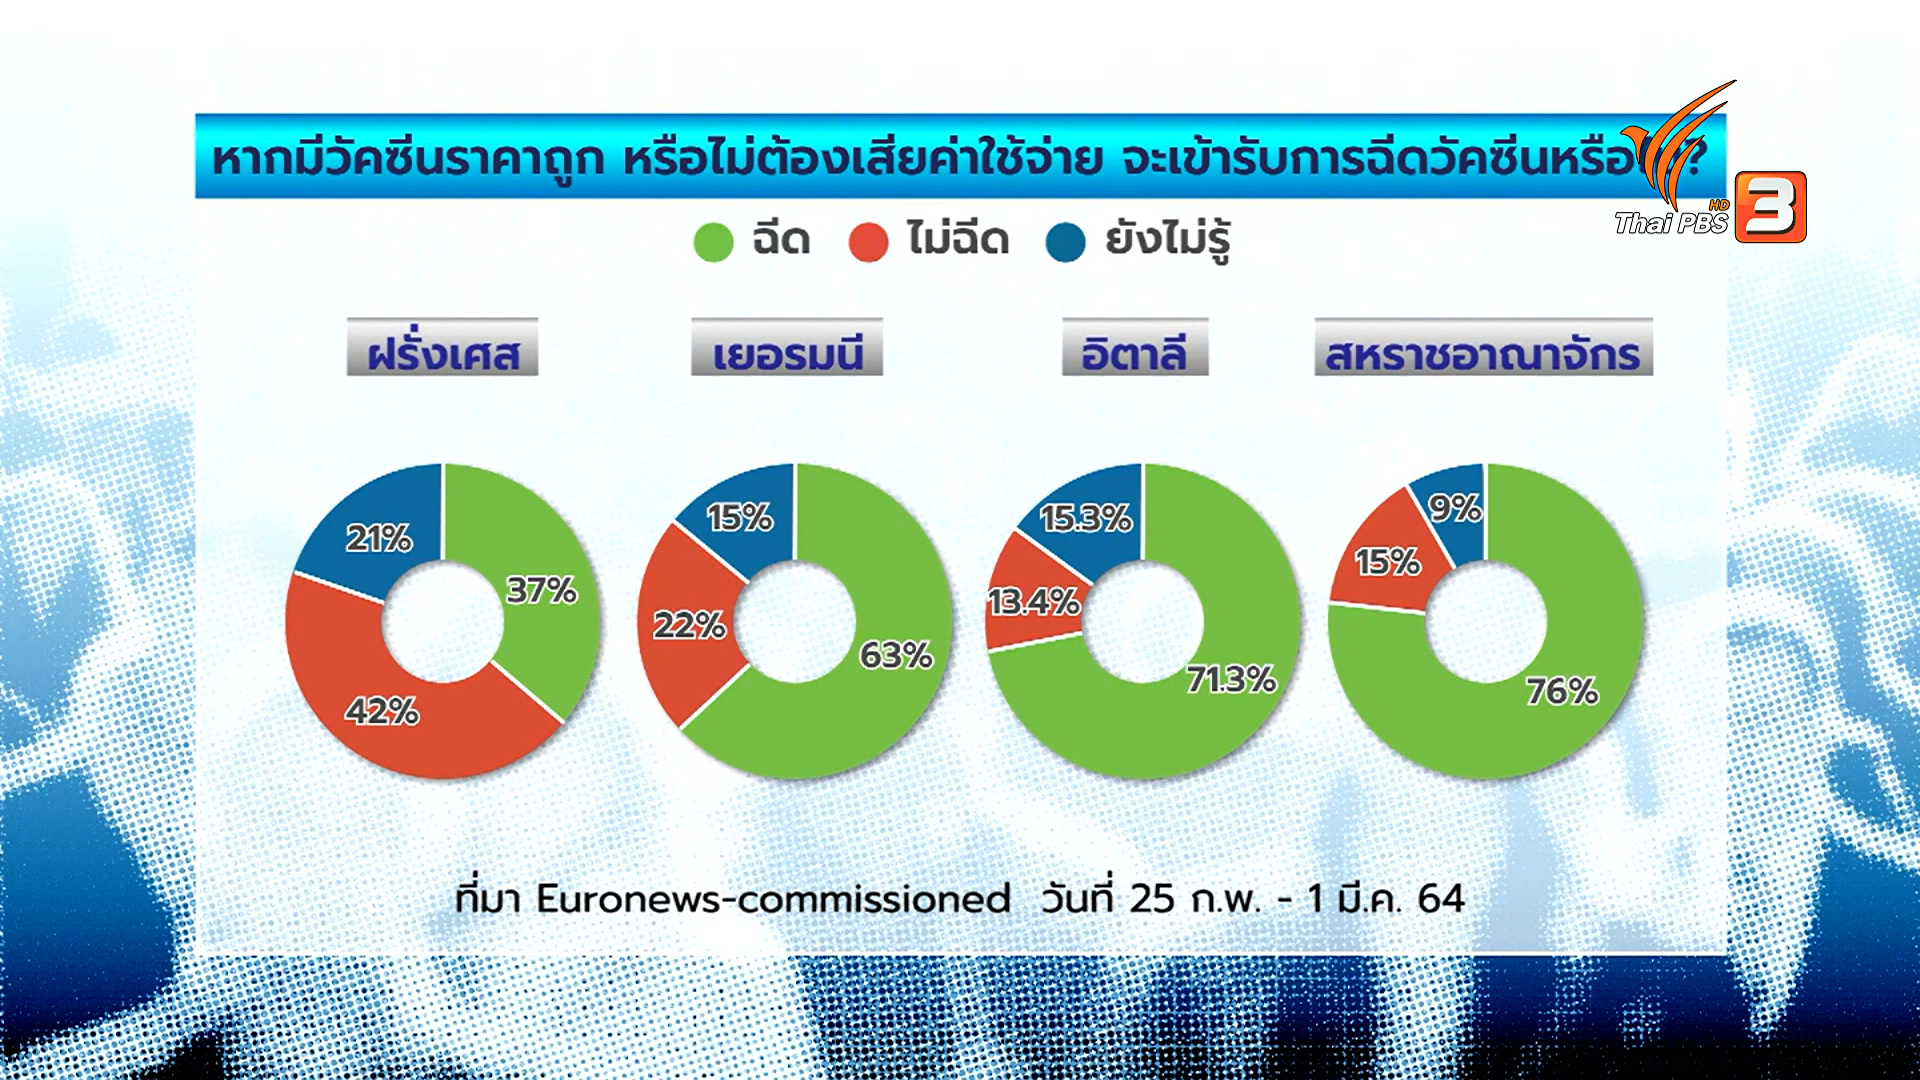 หากมีวัคซีนราคาถูก หรือไม่ต้องเสียค่าใช้จ่าย จะเข้ารับการฉีดวัคซีนหรือ ?
HD
Thai PBS 3
ฉีด ไม่ฉีด ยังไม่รู้
ฝรั่งเศส เยอรมนี อิตาลี สหราชอาณาจักร
21% 37% 42%
15% 22% 63%
15.3% 13.4% 71.3%
9% 15% 76%
ที่มา Euronews-commissioned วันที่ 25 ก.พ. - 1 มี.ค. 64